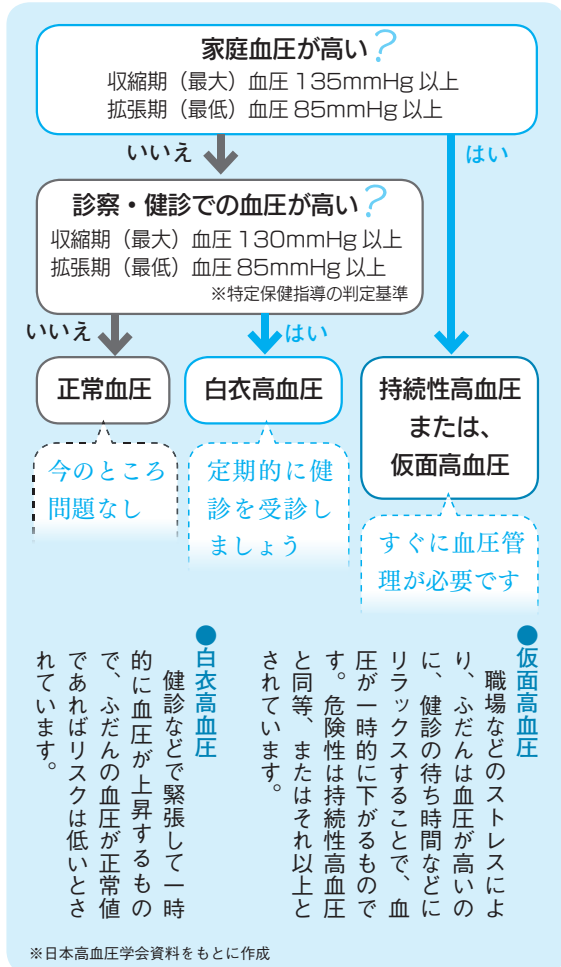 家庭血圧が高い?
収縮期（最大）血圧 135mmHg 以上
拡張期（最低）血圧 85mmHg 以上
いいえ
はい
診察・健診での血圧が高い?
収縮期（最大）血圧 130mmHg 以上
拡張期（最低）血圧 85mmHg 以上
※特定保健指導の判定基準
いいえ
はい
正常血圧
白衣高血圧
持続性高血圧
または、
仮面高血圧
今のところ
問題なし
定期的に健
診を受診し
ましょう
すぐに血圧管
理が必要です
●仮面高血圧
職場などのストレスによ
り、ふだんは血圧が高いの
に、健診の待ち時間などに
リラックスすることで、血
圧が一時的に下がるもので
す。危険性は持続性高血圧
と同等、またはそれ以上と
されています。
●白衣高血圧
健診などで緊張して一時
的に血圧が上昇するもの
で、ふだんの血圧が正常値
であればリスクは低いとさ
れています。
※日本高血圧学会資料をもとに作成